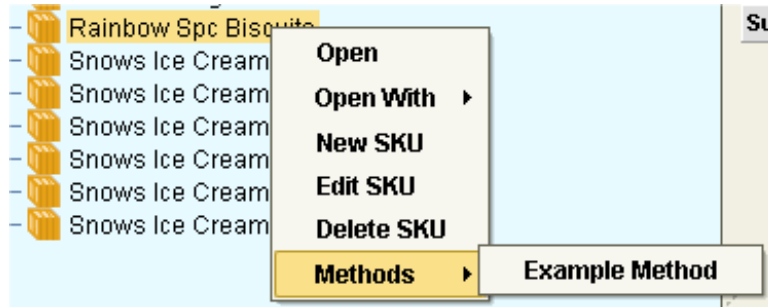 Rainbow Spc
Snows Ice Cream
Snows Ice Cream
Snows Ice Cream
Snows Ice Cream
Snows Ice Cream
Snows Ice Cream
Open
Open With
New SKU
Edit SKU
Delete SKU
Methods
Example Method